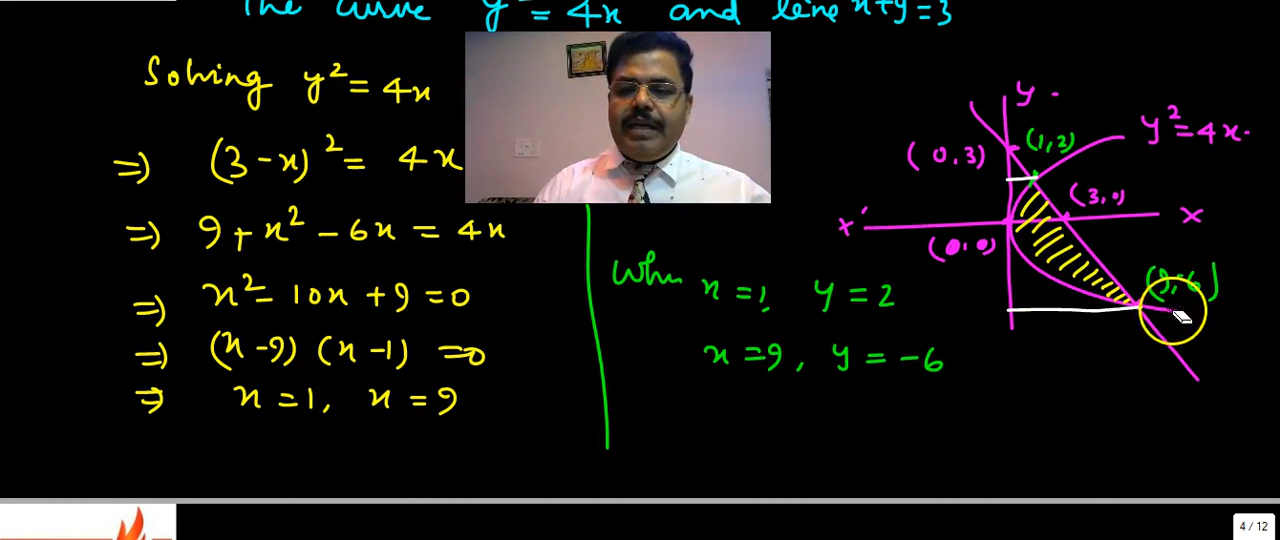 The curve y² = 4x and line x+y=3
Solving y² = 4x
⇒ (3-x)² = 4x
⇒ 9+x²-6x = 4x
⇒ x²-10x+9=0
⇒ (x-9)(x-1)=0
⇒ x=1, x=9
When x=1, y=2
x=9, y=-6
y
(0,3)
(1,2)
y²=4x
(3,0)
x'
x
(0,0)
4 / 12